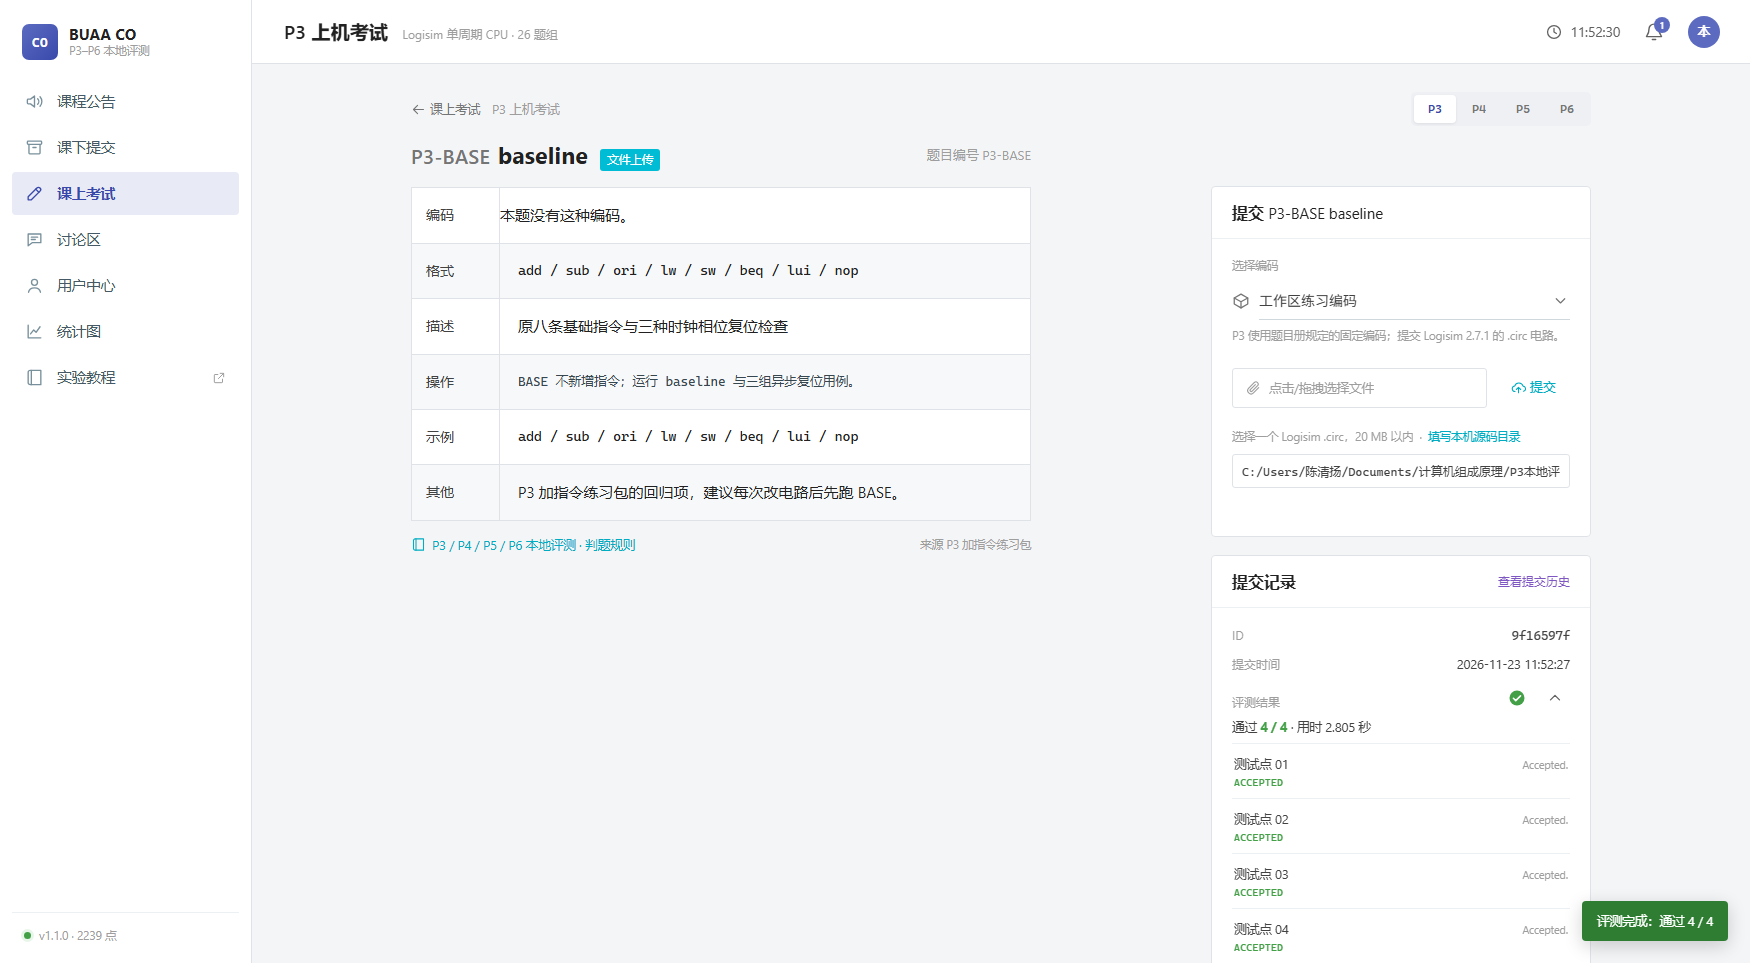 CO
BUAA CO
P3–P6 本地评测
课程公告
课下提交
课上考试
讨论区
用户中心
统计图
实验教程
v1.1.0 · 2239 点
P3 上机考试 Logisim 单周期 CPU · 26 题组
11:52:30
1
本
课上考试 P3 上机考试
P3 P4 P5 P6
P3-BASE baseline 文件上传
题目编号 P3-BASE
编码 本题没有这种编码。
格式 add / sub / ori / lw / sw / beq / lui / nop
描述 原八条基础指令与三种时钟相位复位检查
操作 BASE 不新增指令；运行 baseline 与三组异步复位用例。
示例 add / sub / ori / lw / sw / beq / lui / nop
其他 P3 加指令练习包的回归项，建议每次改电路后先跑 BASE。
P3 / P4 / P5 / P6 本地评测 · 判题规则
来源 P3 加指令练习包
提交 P3-BASE baseline
选择编码
工作区练习编码
P3 使用题目册规定的固定编码；提交 Logisim 2.7.1 的 .circ 电路。
点击/拖拽选择文件
提交
选择一个 Logisim .circ，20 MB 以内 · 填写本机源码目录
C:/Users/陈清扬/Documents/计算机组成原理/P3本地评
提交记录 查看提交历史
ID 9f16597f
提交时间 2026-11-23 11:52:27
评测结果
通过 4 / 4 · 用时 2.805 秒
测试点 01 Accepted.
ACCEPTED
测试点 02 Accepted.
ACCEPTED
测试点 03 Accepted.
ACCEPTED
测试点 04 Accepted.
ACCEPTED
评测完成：通过 4 / 4